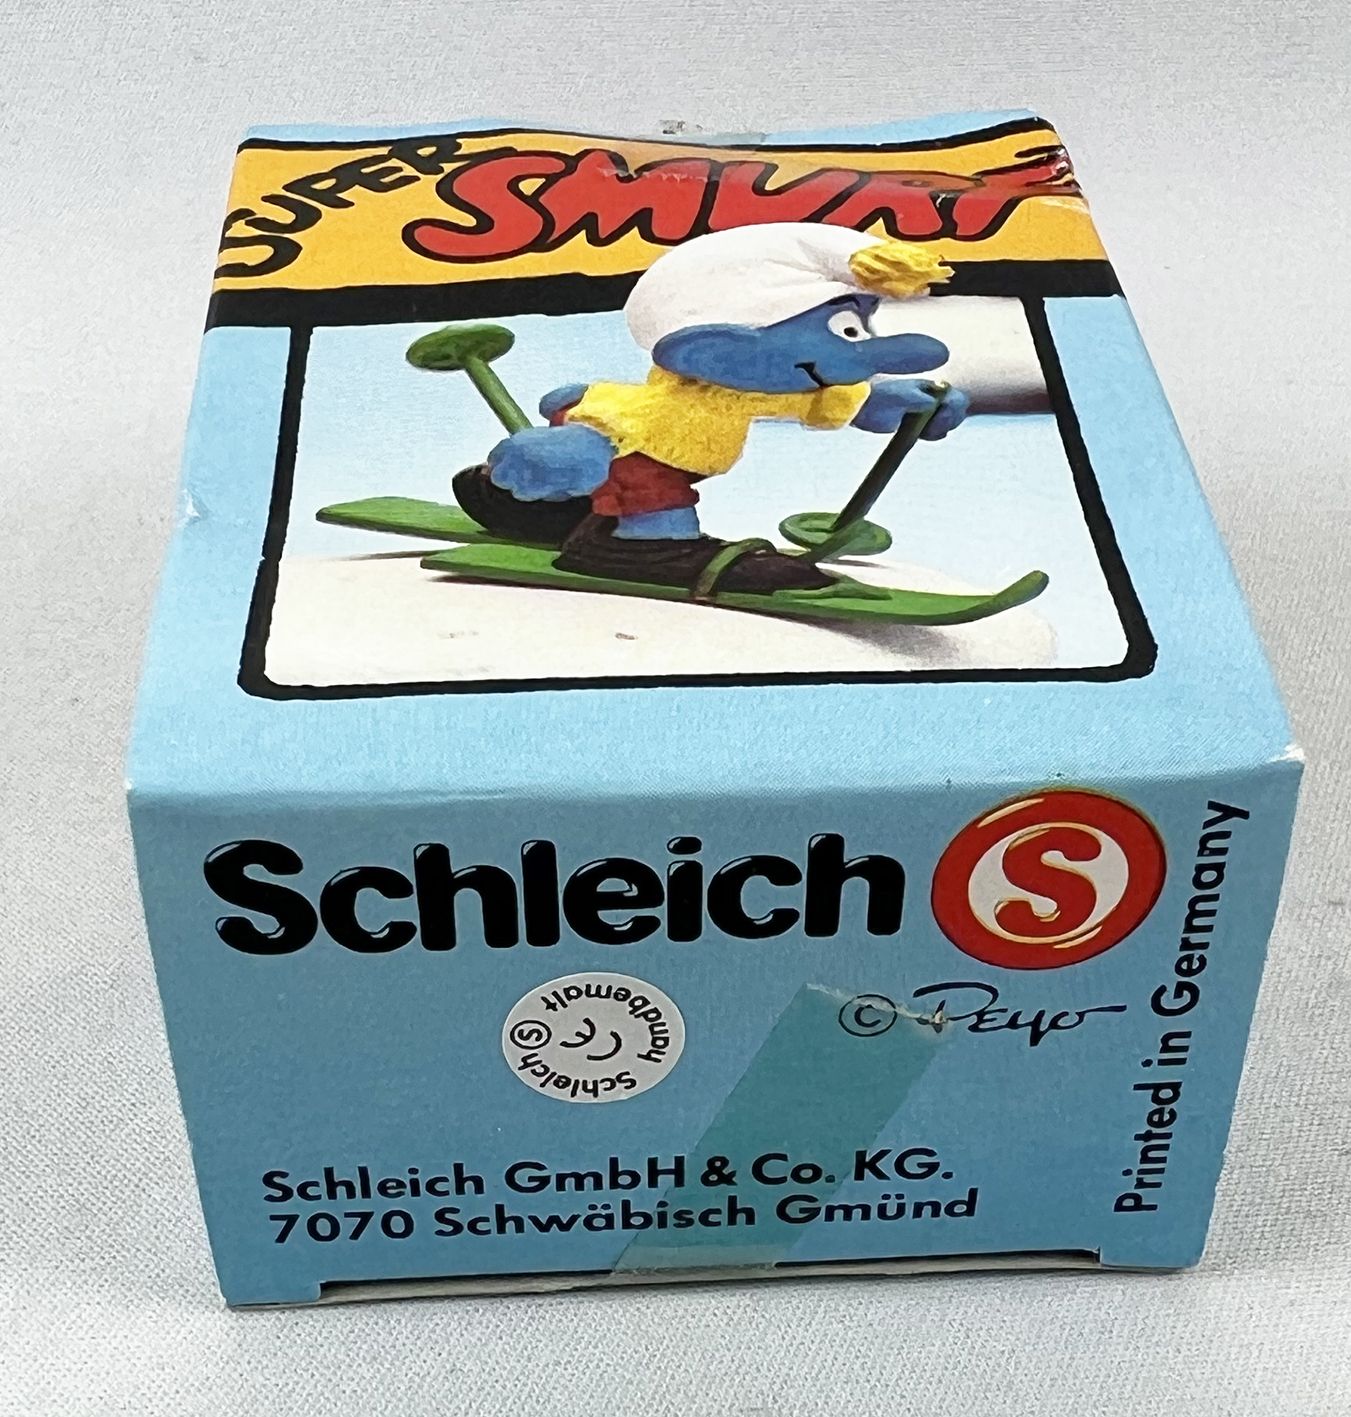 SUPER SMURF
Schleich S
Schleich S handbemalt
CE
© Peyo
Printed in Germany
Schleich GmbH & Co. KG.
7070 Schwäbisch Gmünd